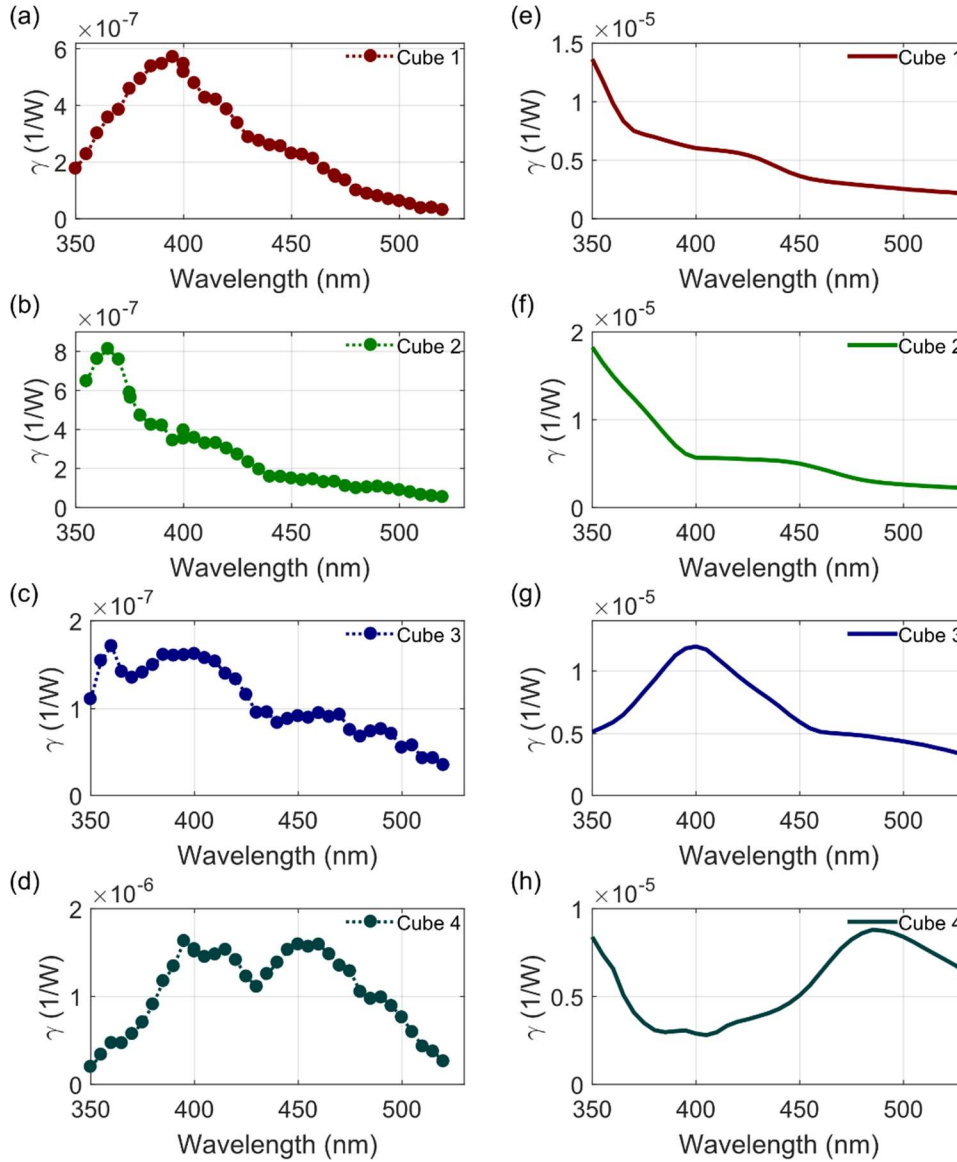 (a)
×10⁻⁷
Cube 1
6
4
2
0
γ (1/W)
350 400 450 500
Wavelength (nm)
(e)
×10⁻⁵
Cube 1
1.5
1
0.5
0
γ (1/W)
350 400 450 500
Wavelength (nm)
(b)
×10⁻⁷
Cube 2
8
6
4
2
0
γ (1/W)
350 400 450 500
Wavelength (nm)
(f)
×10⁻⁵
Cube 2
2
1
0
γ (1/W)
350 400 450 500
Wavelength (nm)
(c)
×10⁻⁷
Cube 3
2
1
0
γ (1/W)
350 400 450 500
Wavelength (nm)
(g)
×10⁻⁵
Cube 3
1
0.5
0
γ (1/W)
350 400 450 500
Wavelength (nm)
(d)
×10⁻⁶
Cube 4
2
1
0
γ (1/W)
350 400 450 500
Wavelength (nm)
(h)
×10⁻⁵
Cube 4
1
0.5
0
γ (1/W)
350 400 450 500
Wavelength (nm)